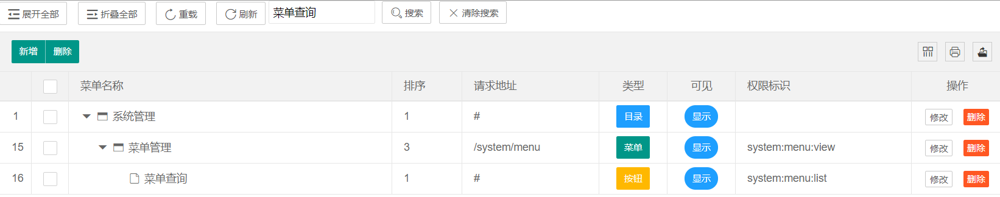 展开全部 折叠全部 重载 刷新 菜单查询 搜索 清除搜索
新增 删除
菜单名称 排序 请求地址 类型 可见 权限标识 操作
1 系统管理 1 # 目录 显示 修改 删除
15 菜单管理 3 /system/menu 菜单 显示 system:menu:view 修改 删除
16 菜单查询 1 # 按钮 显示 system:menu:list 修改 删除